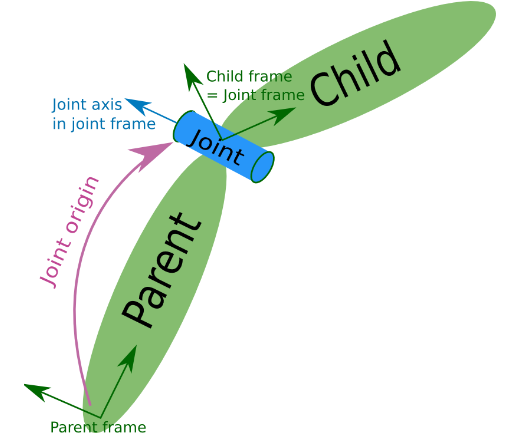 Child
Child frame
= Joint frame
Joint axis
in joint frame
Joint
Joint origin
Parent
Parent frame